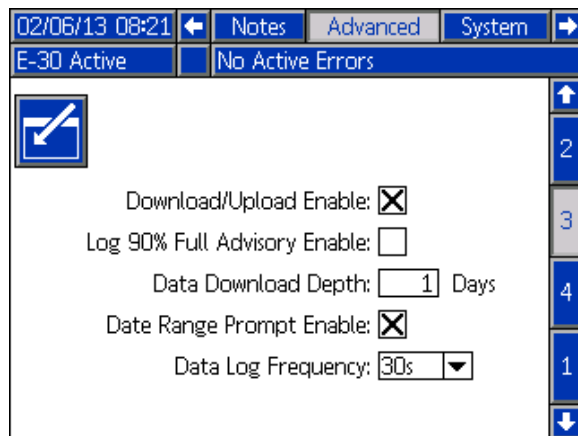 02/06/13 08:21 Notes Advanced System
E-30 Active No Active Errors
2
Download/Upload Enable:
3
Log 90% Full Advisory Enable:
Data Download Depth: 1 Days
4
Date Range Prompt Enable:
Data Log Frequency: 30s
1